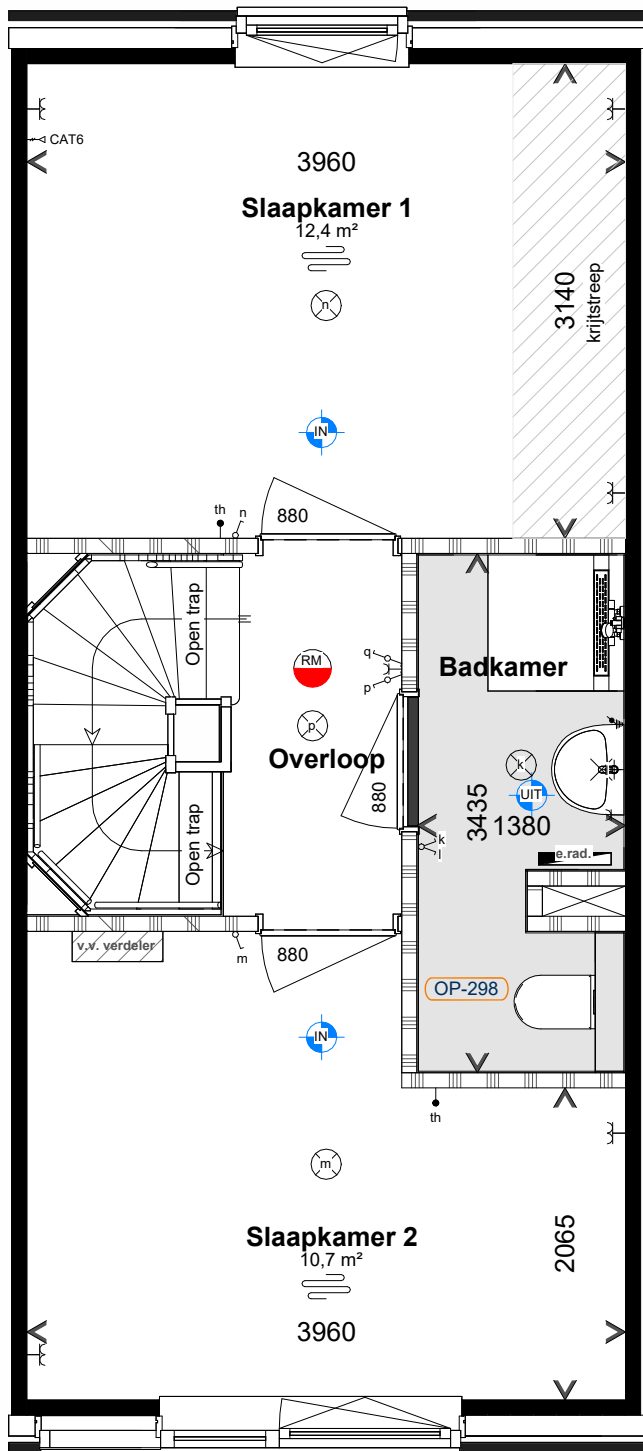 CAT6
3960
Slaapkamer 1
12,4 m²
n
3140
krijtstreep
IN
th
n
880
Open trap
RM
q
p
Badkamer
p
Overloop
k
UIT
880
3435
1380
k
l
e.rad.
Open trap
v.v. verdeler
m
880
OP-298
IN
th
m
Slaapkamer 2
10,7 m²
2065
3960